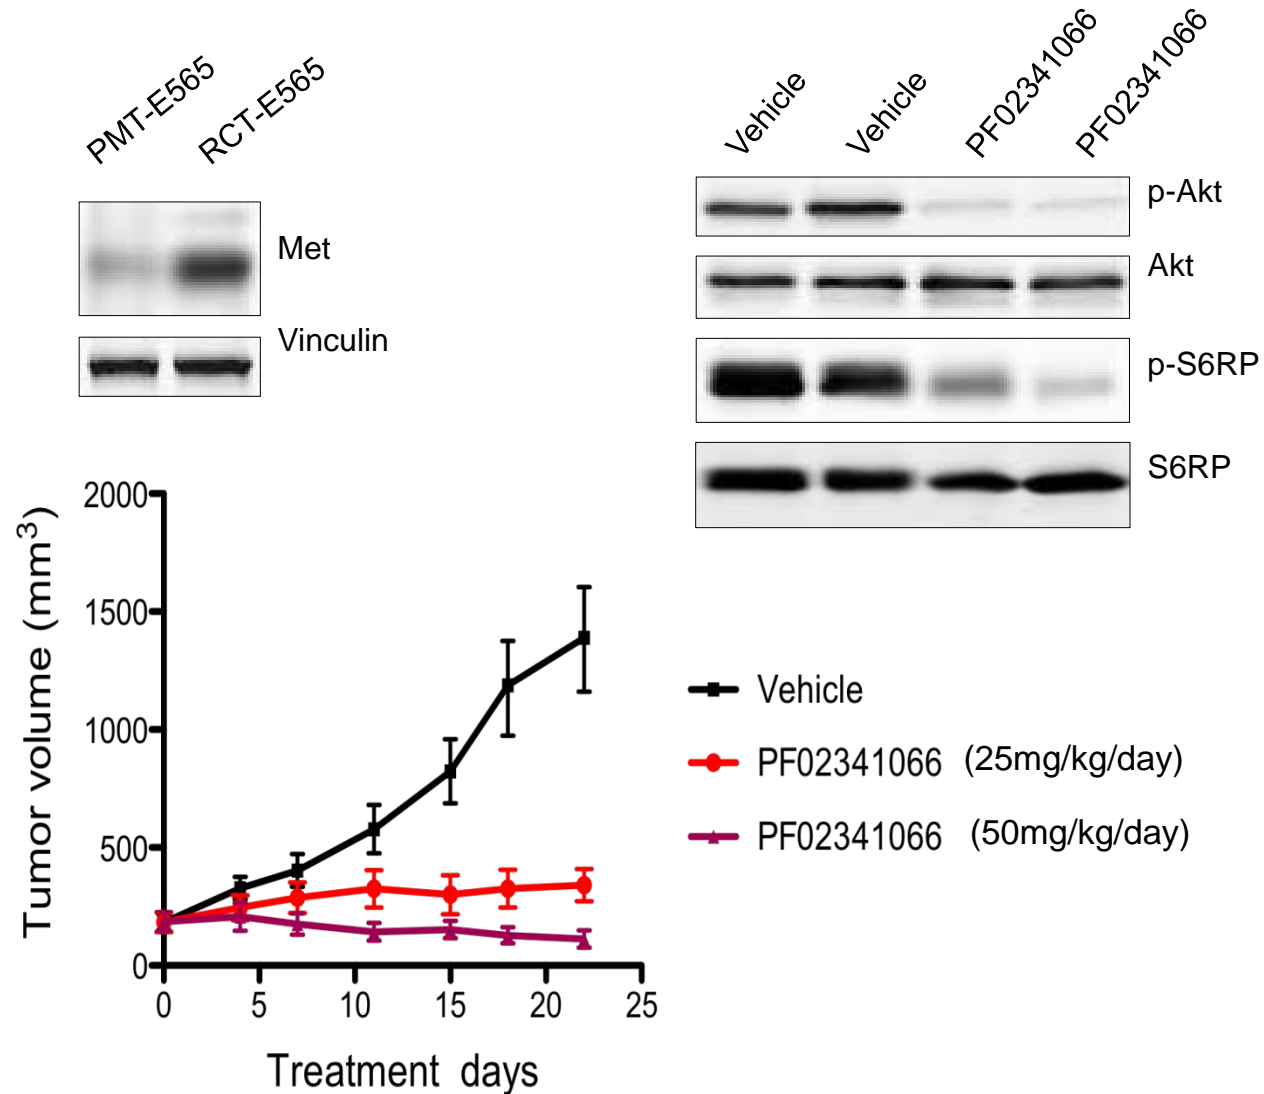 PMT-E565
RCT-E565
Met
Vinculin
Vehicle
Vehicle
PF02341066
PF02341066
p-Akt
Akt
p-S6RP
S6RP
Tumor volume (mm³)
2000
1500
1000
500
0
0 5 10 15 20 25
Treatment days
Vehicle
PF02341066 (25mg/kg/day)
PF02341066 (50mg/kg/day)